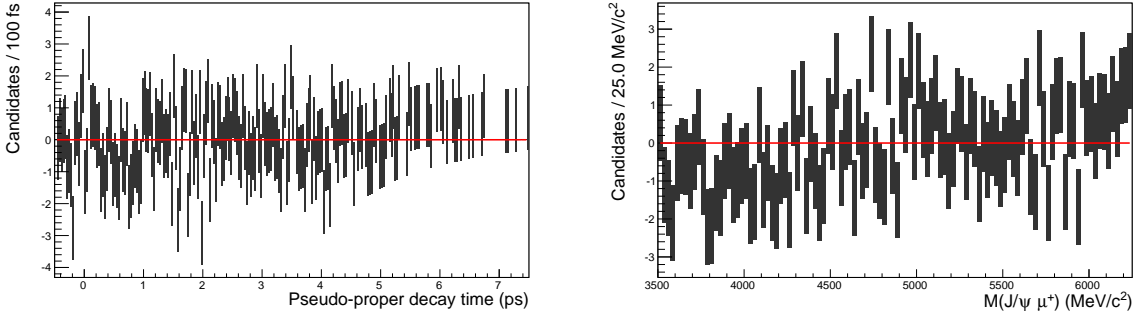 Candidates / 100 fs
4
3
2
1
0
-1
-2
-3
-4
0 1 2 3 4 5 6 7
Pseudo-proper decay time (ps)
Candidates / 25.0 MeV/c²
3
2
1
0
-1
-2
-3
3500 4000 4500 5000 5500 6000
M(J/ψ μ⁺) (MeV/c²)